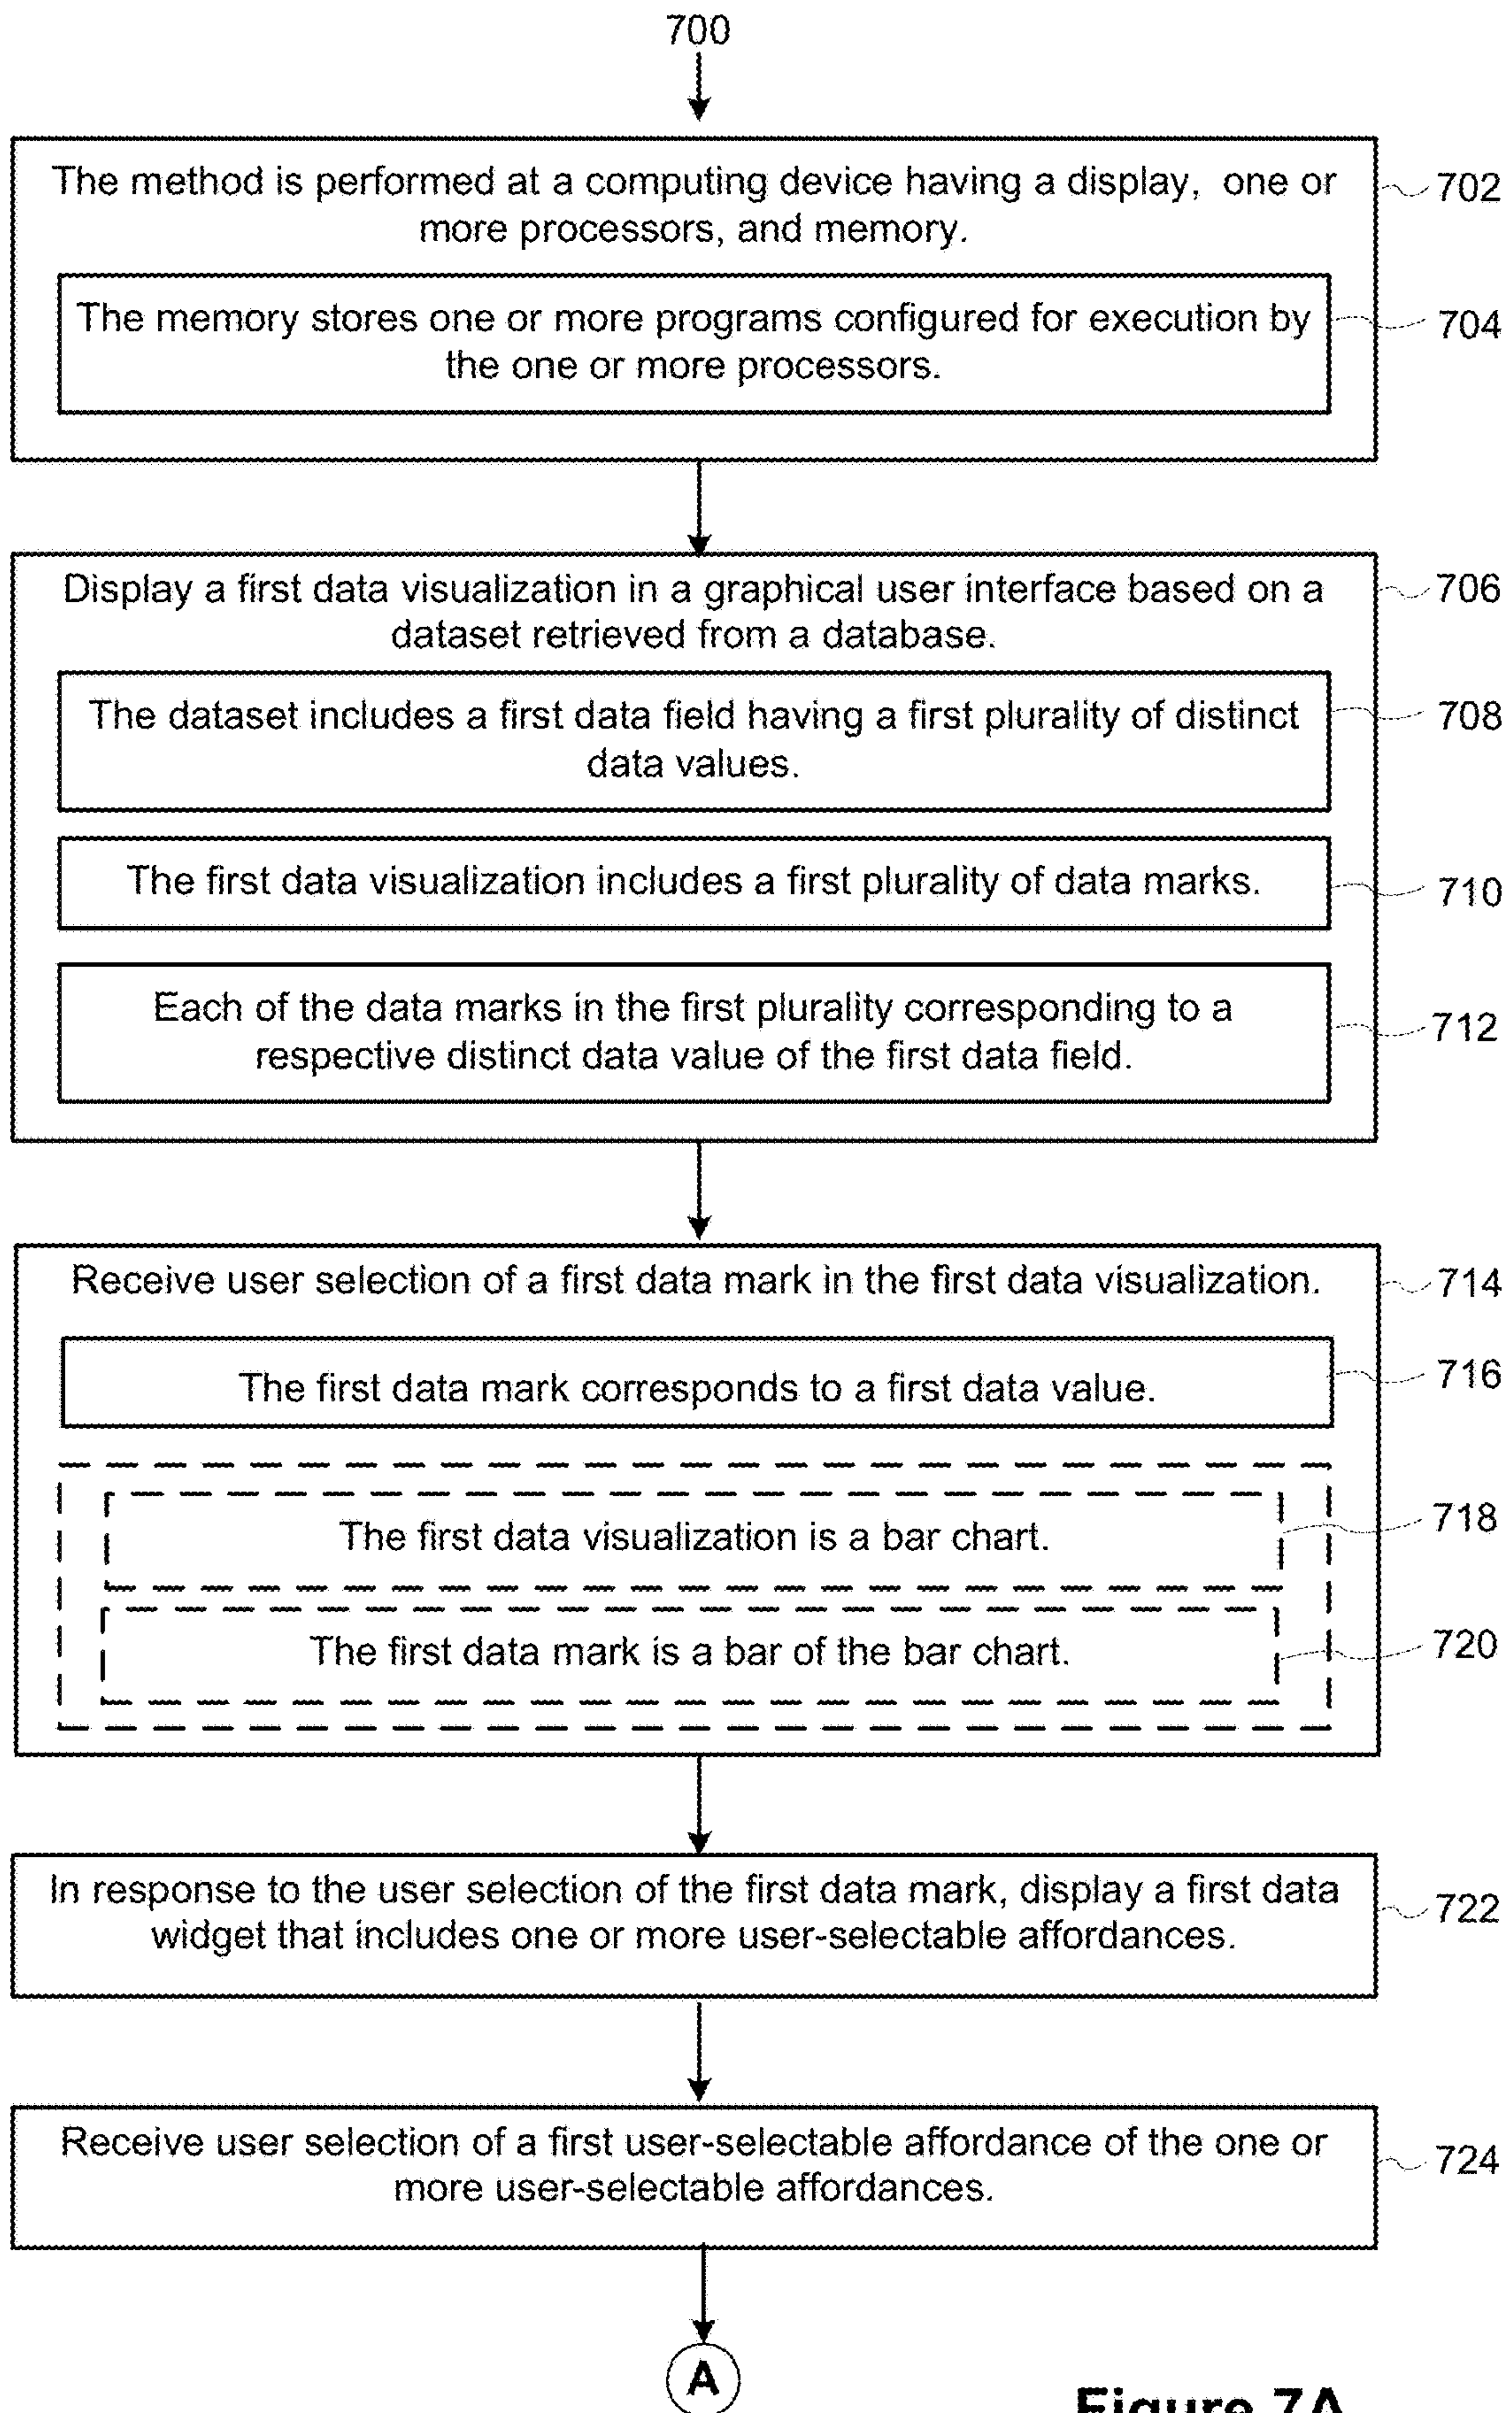 700
The method is performed at a computing device having a display, one or
more processors, and memory.
702
The memory stores one or more programs configured for execution by
the one or more processors.
704
Display a first data visualization in a graphical user interface based on a
dataset retrieved from a database.
706
The dataset includes a first data field having a first plurality of distinct
data values.
708
The first data visualization includes a first plurality of data marks.
710
Each of the data marks in the first plurality corresponding to a
respective distinct data value of the first data field.
712
Receive user selection of a first data mark in the first data visualization.
714
The first data mark corresponds to a first data value.
716
The first data visualization is a bar chart.
718
The first data mark is a bar of the bar chart.
720
In response to the user selection of the first data mark, display a first data
widget that includes one or more user-selectable affordances.
722
Receive user selection of a first user-selectable affordance of the one or
more user-selectable affordances.
724
A
Figure 7A